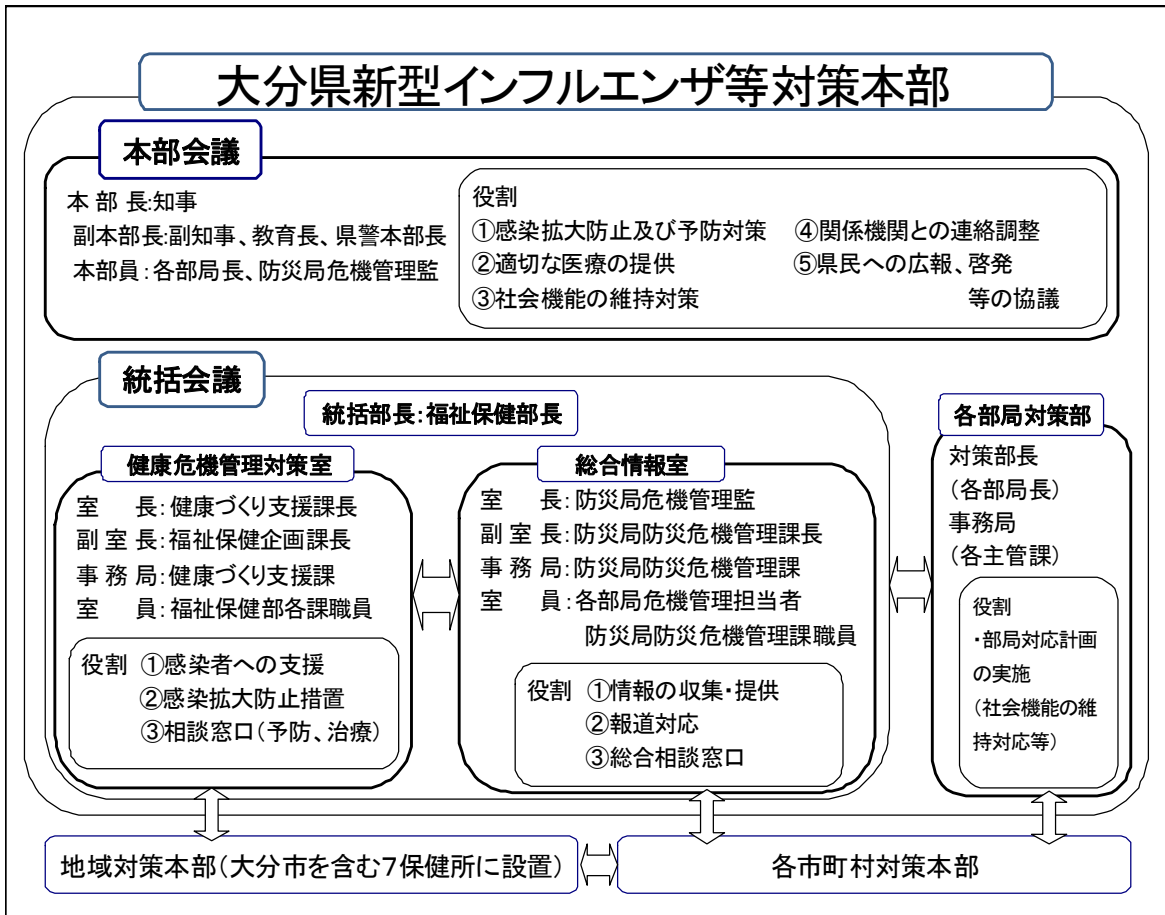 大分県新型インフルエンザ等対策本部
本部会議
本 部 長:知事
副本部長:副知事、教育長、県警本部長
本部員:各部局長、防災局危機管理監
役割
①感染拡大防止及び予防対策
②適切な医療の提供
③社会機能の維持対策
④関係機関との連絡調整
⑤県民への広報、啓発
等の協議
統括会議
統括部長:福祉保健部長
健康危機管理対策室
室　　長:健康づくり支援課長
副 室 長:福祉保健企画課長
事 務 局:健康づくり支援課
室　　員:福祉保健部各課職員
役割 ①感染者への支援
②感染拡大防止措置
③相談窓口(予防、治療)
総合情報室
室　　長:防災局危機管理監
副 室 長:防災局防災危機管理課長
事 務 局:防災局防災危機管理課
室　　員:各部局危機管理担当者
防災局防災危機管理課職員
役割 ①情報の収集・提供
②報道対応
③総合相談窓口
各部局対策部
対策部長
(各部局長)
事務局
(各主管課)
役割
・部局対応計画
の実施
(社会機能の維
持対応等)
地域対策本部(大分市を含む7保健所に設置)
各市町村対策本部